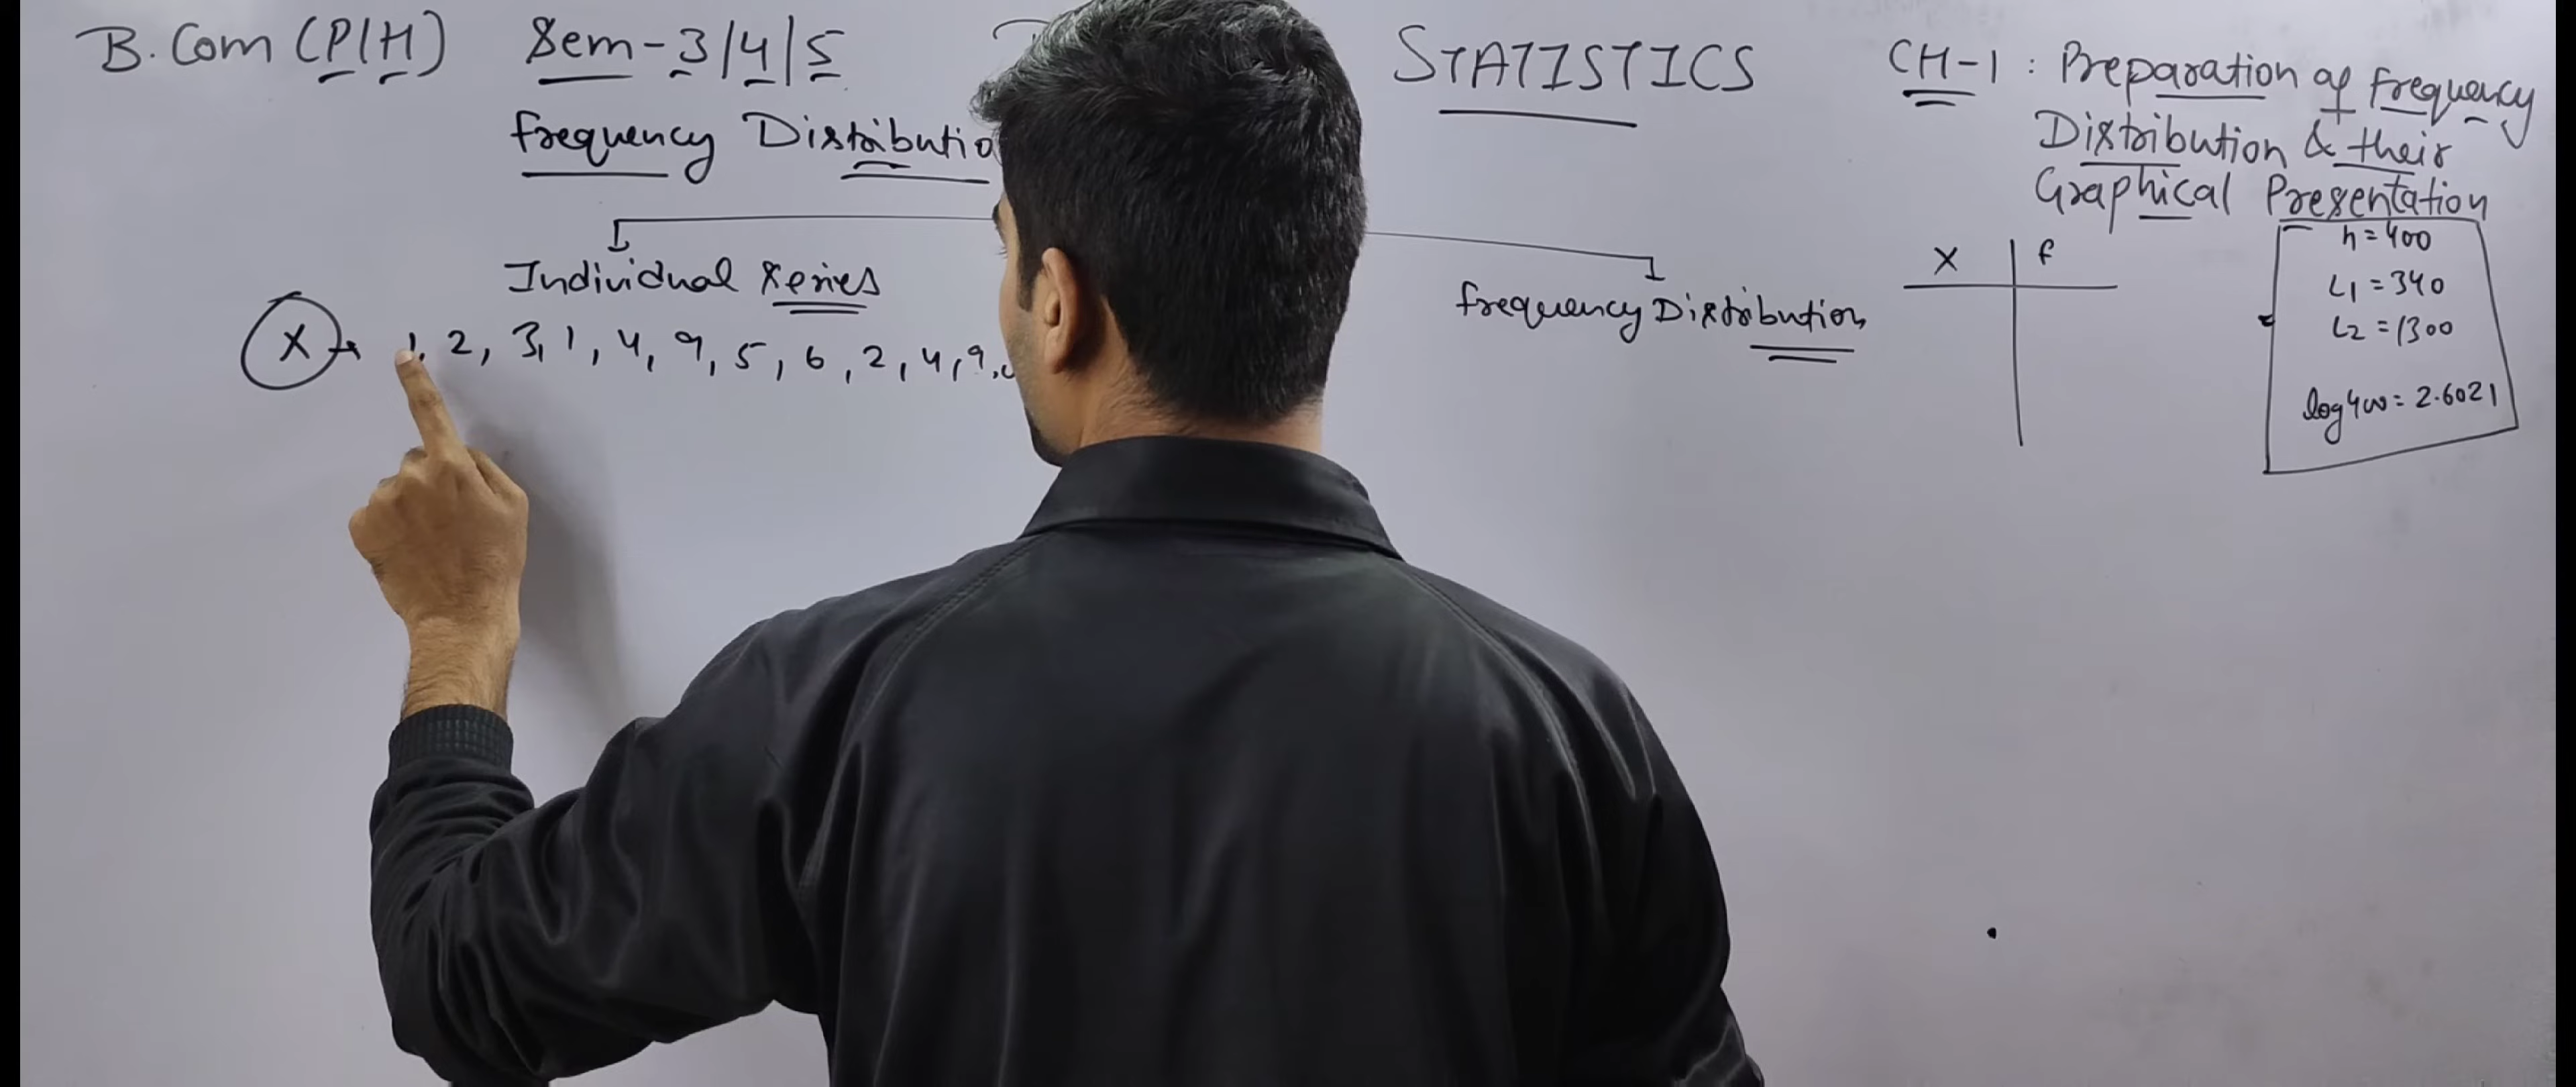 B. Com (P/H) Sem - 3/4/5 STATISTICS
CH-1 : Preparation of frequency
Distribution & their
Graphical Presentation
frequency Distributio
Individual Series
X → 1, 2, 3, 1, 4, 9, 5, 6, 2, 4, 9,
frequency Distribution
X f
n = 400
L1 = 340
L2 = 1300
log 400 = 2.6021